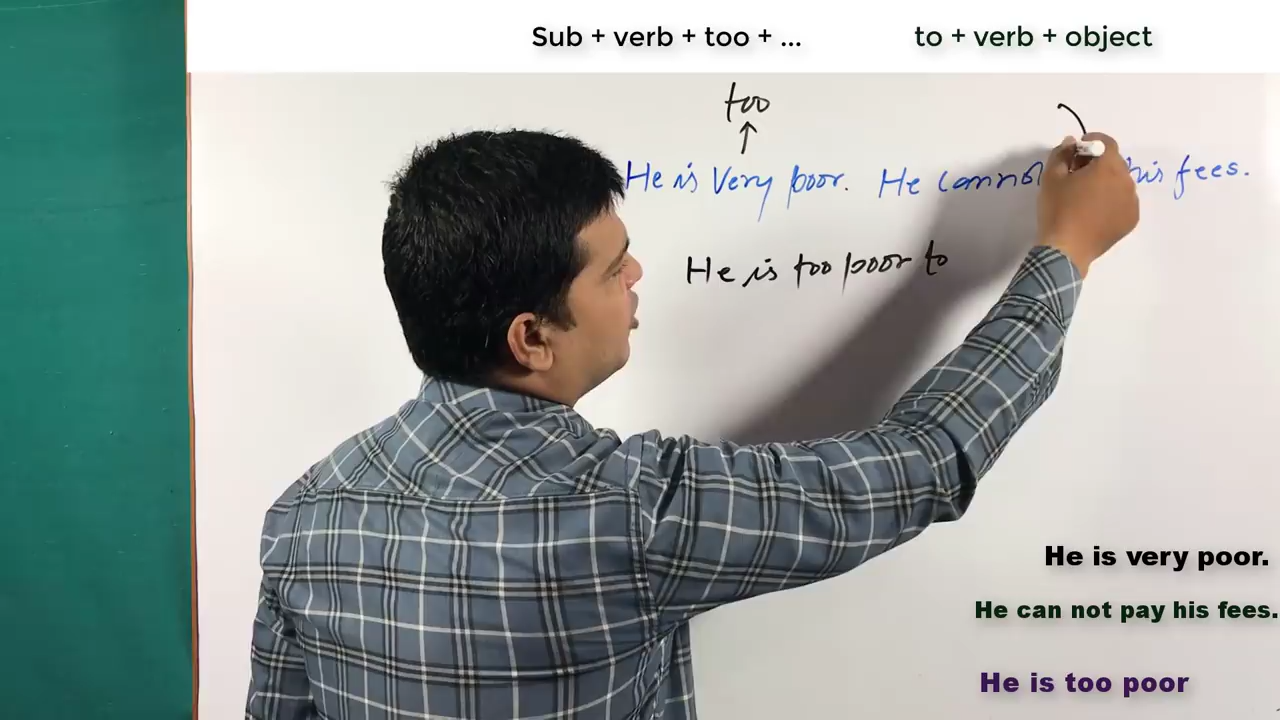 Sub + verb + too + ... to + verb + object
too
He is Very poor. He cannot his fees.
He is too poor to
He is very poor.
He can not pay his fees.
He is too poor